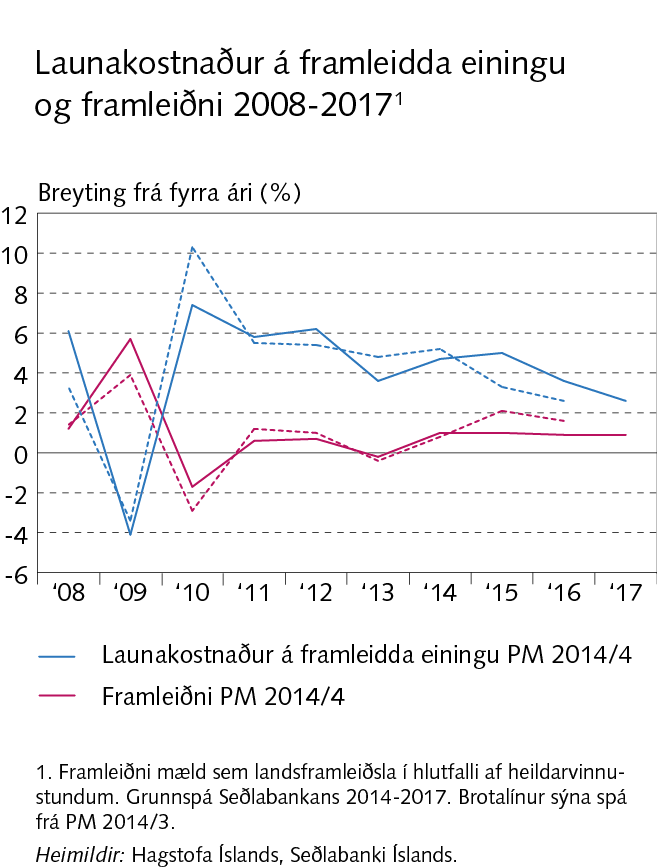 Launakostnaður á framleidda einingu
og framleiðni 2008-2017¹
Breyting frá fyrra ári (%)
12
10
8
6
4
2
0
-2
-4
-6
‘08 ‘09 ‘10 ‘11 ‘12 ‘13 ‘14 ‘15 ‘16 ‘17
Launakostnaður á framleidda einingu PM 2014/4
Framleiðni PM 2014/4
1. Framleiðni mæld sem landsframleiðsla í hlutfalli af heildarvinnu-
stundum. Grunnspá Seðlabankans 2014-2017. Brotalínur sýna spá
frá PM 2014/3.
Heimildir: Hagstofa Íslands, Seðlabanki Íslands.